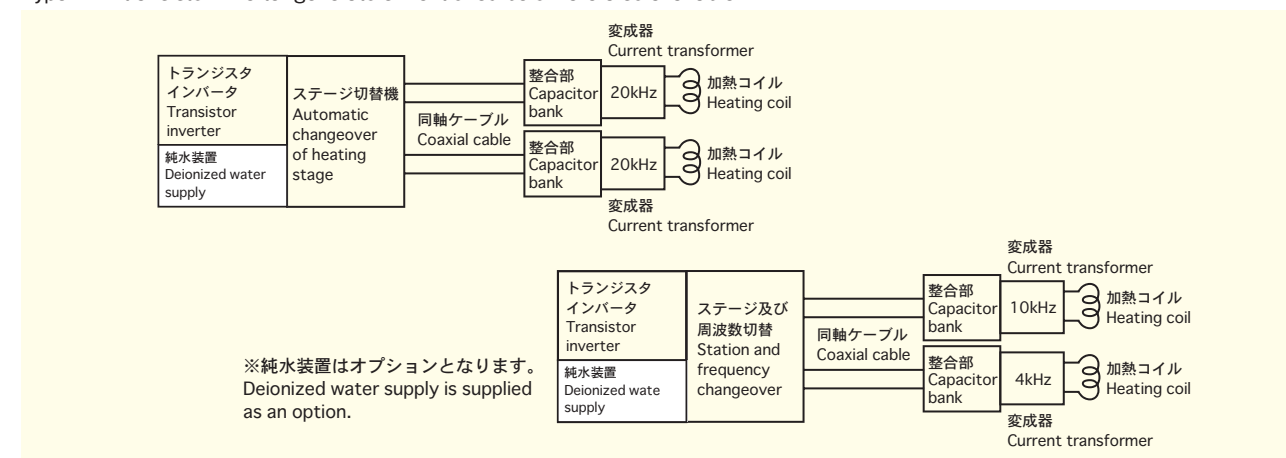 変成器
Current transformer
トランジスタ
インバータ
Transistor
inverter
純水装置
Deionized water
supply
ステージ切替機
Automatic
changeover
of heating
stage
同軸ケーブル
Coaxial cable
整合部
Capacitor
bank
20kHz
加熱コイル
Heating coil
整合部
Capacitor
bank
20kHz
加熱コイル
Heating coil
変成器
Current transformer
変成器
Current transformer
トランジスタ
インバータ
Transistor
inverter
純水装置
Deionized wate
supply
ステージ及び
周波数切替
Station and
frequency
changeover
同軸ケーブル
Coaxial cable
整合部
Capacitor
bank
10kHz
加熱コイル
Heating coil
整合部
Capacitor
bank
4kHz
加熱コイル
Heating coil
変成器
Current transformer
※純水装置はオプションとなります。
Deionized water supply is supplied
as an option.